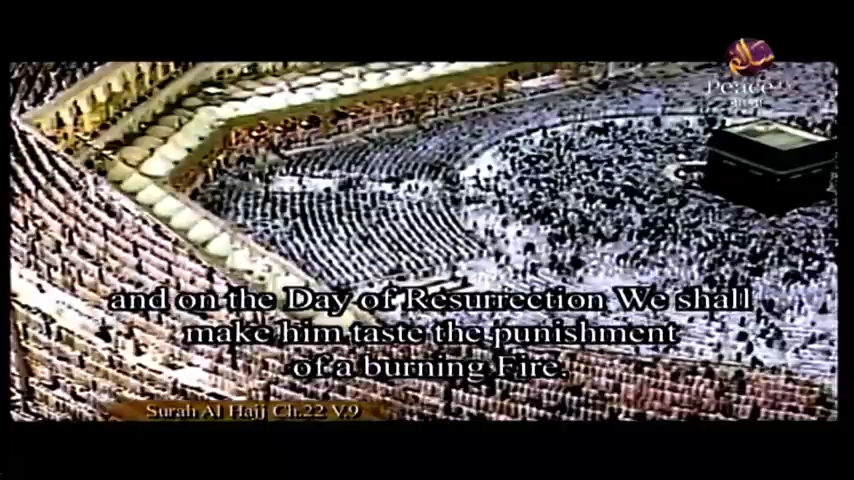 Peace
বাংলা
and on the Day of Resurrection We shall
make him taste the punishment
of a burning Fire.
Surah Al Hajj Ch.22 V.9